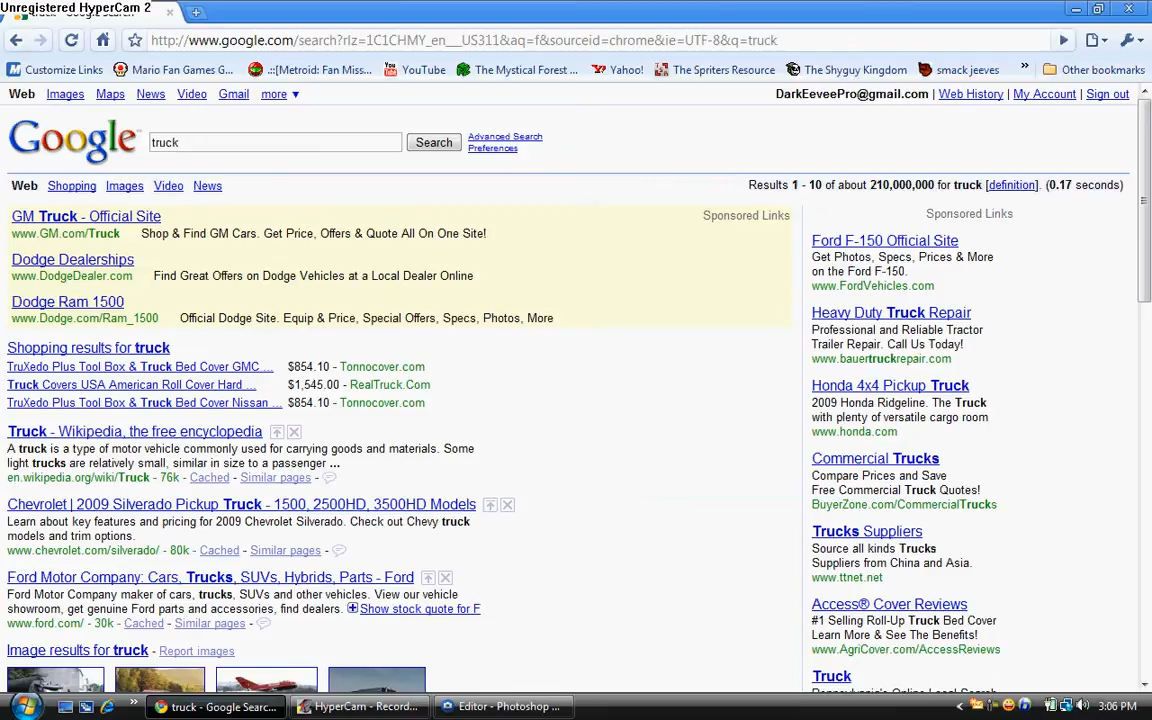 Unregistered HyperCam 2
http://www.google.com/search?rlz=1C1CHMY_en__US311&aq=f&sourceid=chrome&ie=UTF-8&q=truck
Customize Links Mario Fan Games G... .::[Metroid: Fan Miss... YouTube The Mystical Forest ... Yahoo! The Spriters Resource The Shyguy Kingdom smack jeeves » Other bookmarks
Web Images Maps News Video Gmail more ▼ DarkEeveePro@gmail.com | Web History | My Account | Sign out
Google truck Search Advanced Search
Preferences
Web Shopping Images Video News Results 1 - 10 of about 210,000,000 for truck [definition]. (0.17 seconds)
GM Truck - Official Site Sponsored Links
www.GM.com/Truck Shop & Find GM Cars. Get Price, Offers & Quote All On One Site!
Dodge Dealerships
www.DodgeDealer.com Find Great Offers on Dodge Vehicles at a Local Dealer Online
Dodge Ram 1500
www.Dodge.com/Ram_1500 Official Dodge Site. Equip & Price, Special Offers, Specs, Photos, More
Shopping results for truck
TruXedo Plus Tool Box & Truck Bed Cover GMC ... $854.10 - Tonnocover.com
Truck Covers USA American Roll Cover Hard ... $1,545.00 - RealTruck.Com
TruXedo Plus Tool Box & Truck Bed Cover Nissan ... $854.10 - Tonnocover.com
Truck - Wikipedia, the free encyclopedia
A truck is a type of motor vehicle commonly used for carrying goods and materials. Some
light trucks are relatively small, similar in size to a passenger ...
en.wikipedia.org/wiki/Truck - 76k - Cached - Similar pages -
Chevrolet | 2009 Silverado Pickup Truck - 1500, 2500HD, 3500HD Models
Learn about key features and pricing for 2009 Chevrolet Silverado. Check out Chevy truck
models and trim options.
www.chevrolet.com/silverado/ - 80k - Cached - Similar pages -
Ford Motor Company: Cars, Trucks, SUVs, Hybrids, Parts - Ford
Ford Motor Company maker of cars, trucks, SUVs and other vehicles. View our vehicle
showroom, get genuine Ford parts and accessories, find dealers. Show stock quote for F
www.ford.com/ - 30k - Cached - Similar pages -
Image results for truck - Report images
Sponsored Links
Ford F-150 Official Site
Get Photos, Specs, Prices & More
on the Ford F-150.
www.FordVehicles.com
Heavy Duty Truck Repair
Professional and Reliable Tractor
Trailer Repair. Call Us Today!
www.bauertruckrepair.com
Honda 4x4 Pickup Truck
2009 Honda Ridgeline. The Truck
with plenty of versatile cargo room
www.honda.com
Commercial Trucks
Compare Prices and Save
Free Commercial Truck Quotes!
BuyerZone.com/CommercialTrucks
Trucks Suppliers
Source all kinds Trucks
Suppliers from China and Asia.
www.ttnet.net
Access® Cover Reviews
#1 Selling Roll-Up Truck Bed Cover
Learn More & See The Benefits!
www.AgriCover.com/AccessReviews
Truck
» truck - Google Searc... HyperCam - Record... Editor - Photoshop ... 3:06 PM